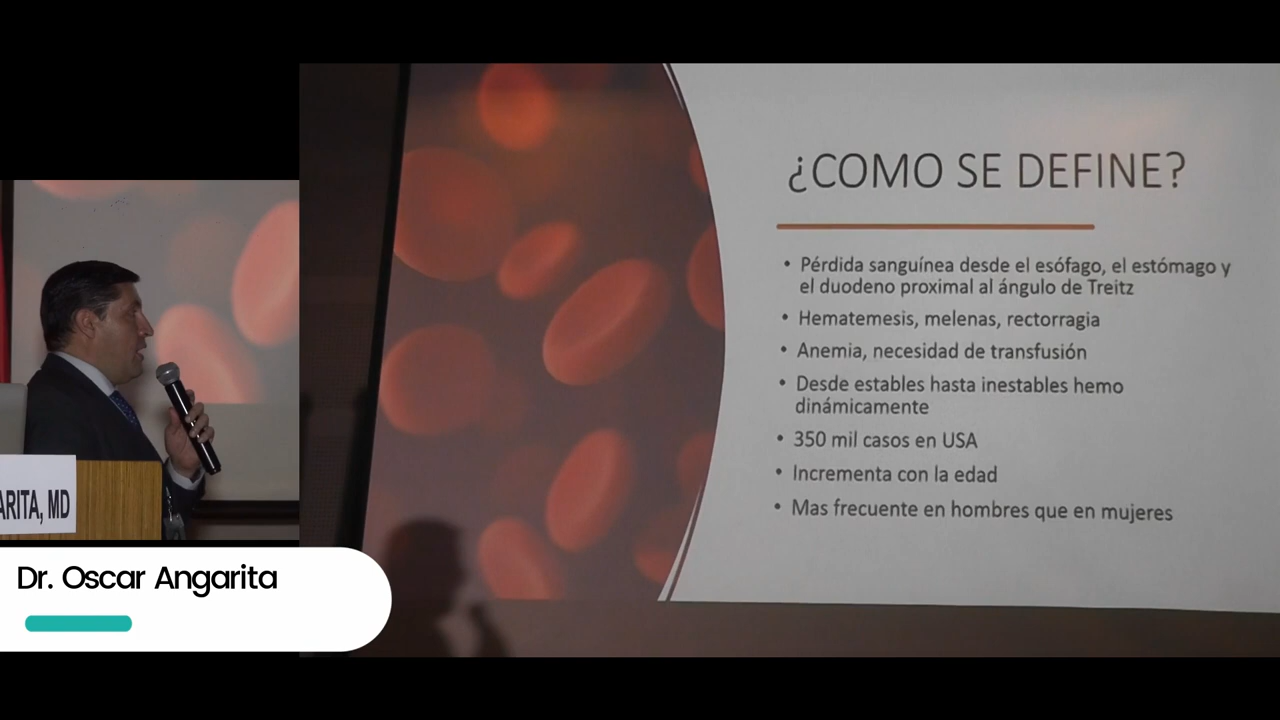 ¿COMO SE DEFINE?
• Pérdida sanguínea desde el esófago, el estómago y
el duodeno proximal al ángulo de Treitz
• Hematemesis, melenas, rectorragia
• Anemia, necesidad de transfusión
• Desde estables hasta inestables hemo
dinámicamente
• 350 mil casos en USA
• Incrementa con la edad
• Mas frecuente en hombres que en mujeres
ARITA, MD
Dr. Oscar Angarita